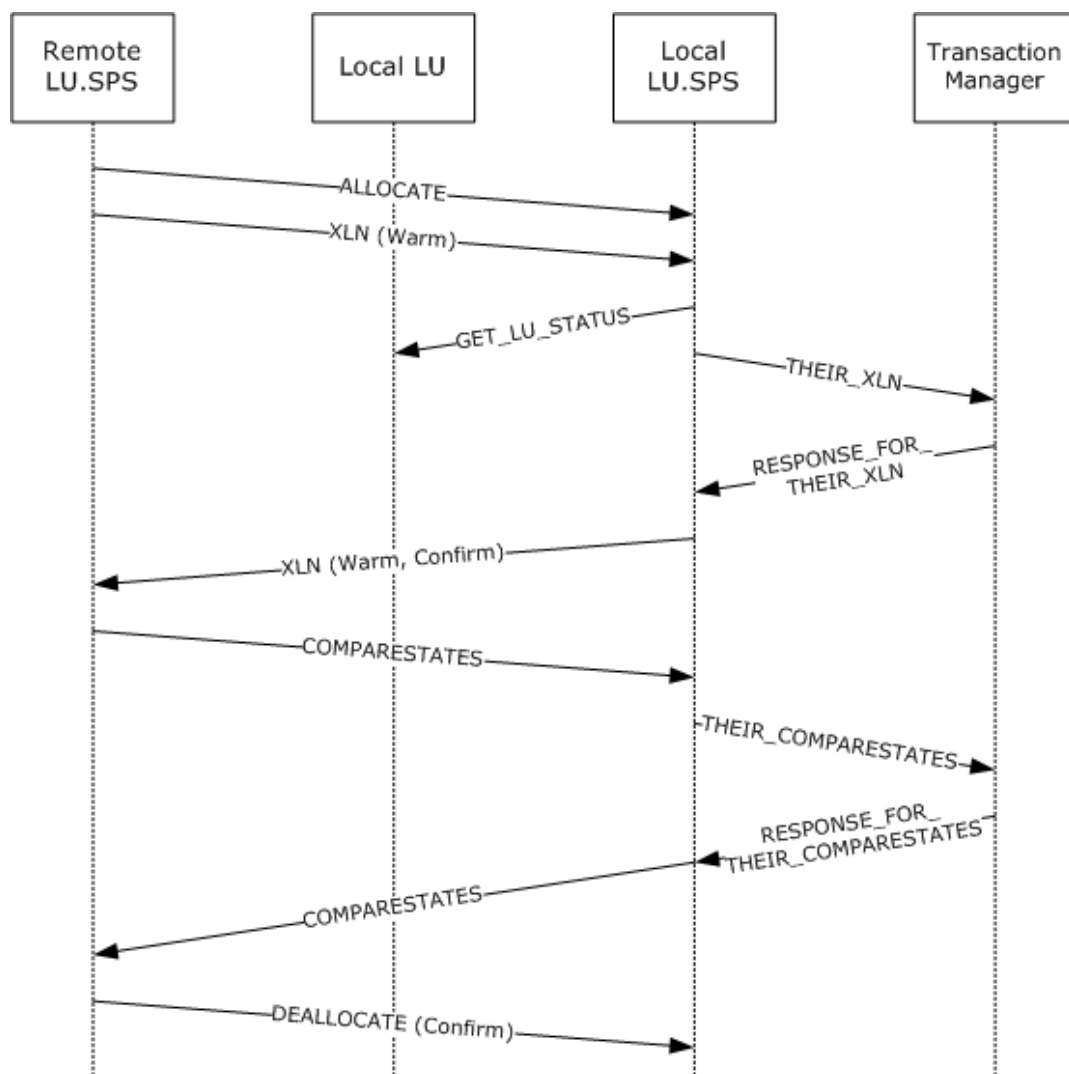 Remote
LU.SPS
Local LU
Local
LU.SPS
Transaction
Manager
ALLOCATE
XLN (Warm)
GET_LU_STATUS
THEIR_XLN
RESPONSE_FOR_
THEIR_XLN
XLN (Warm, Confirm)
COMPARESTATES
THEIR_COMPARESTATES
RESPONSE_FOR_
THEIR_COMPARESTATES
COMPARESTATES
DEALLOCATE (Confirm)